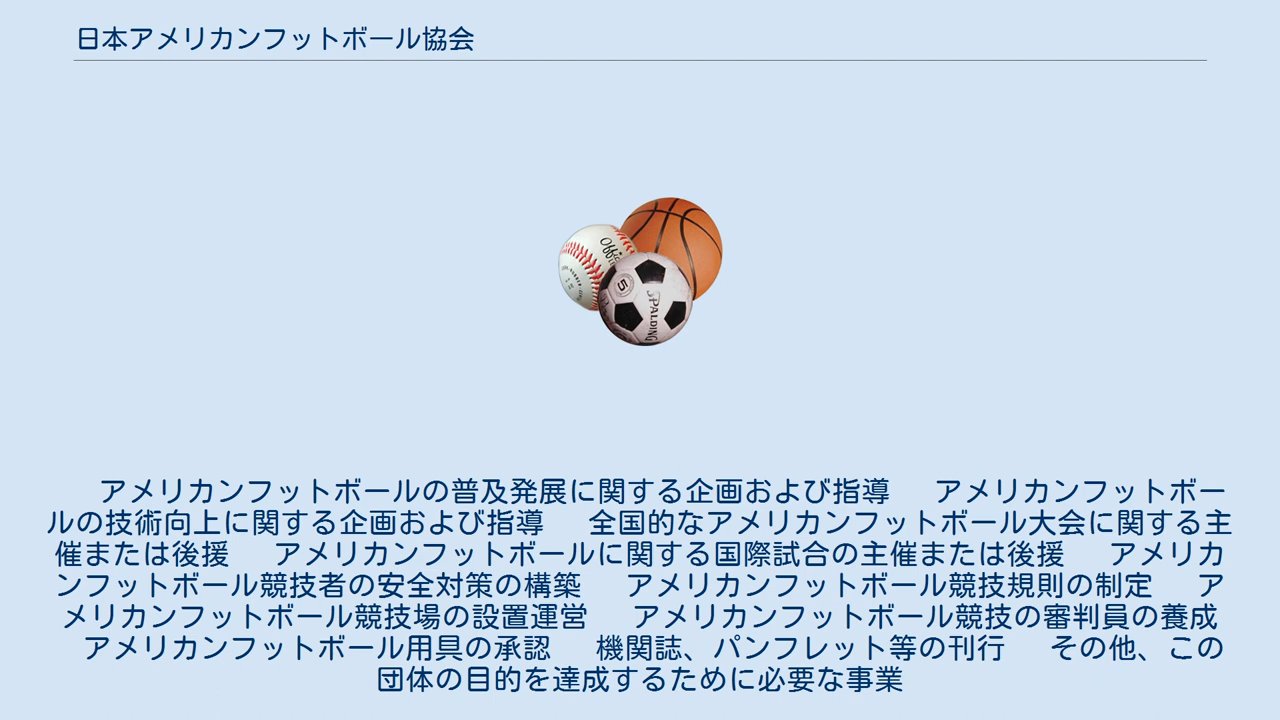 日本アメリカンフットボール協会
Offic
5
SPALDING
アメリカンフットボールの普及発展に関する企画および指導　アメリカンフットボー
ルの技術向上に関する企画および指導　全国的なアメリカンフットボール大会に関する主
催または後援　アメリカンフットボールに関する国際試合の主催または後援　アメリカ
ンフットボール競技者の安全対策の構築　アメリカンフットボール競技規則の制定　ア
メリカンフットボール競技場の設置運営　アメリカンフットボール競技の審判員の養成
アメリカンフットボール用具の承認　機関誌、パンフレット等の刊行　その他、この
団体の目的を達成するために必要な事業